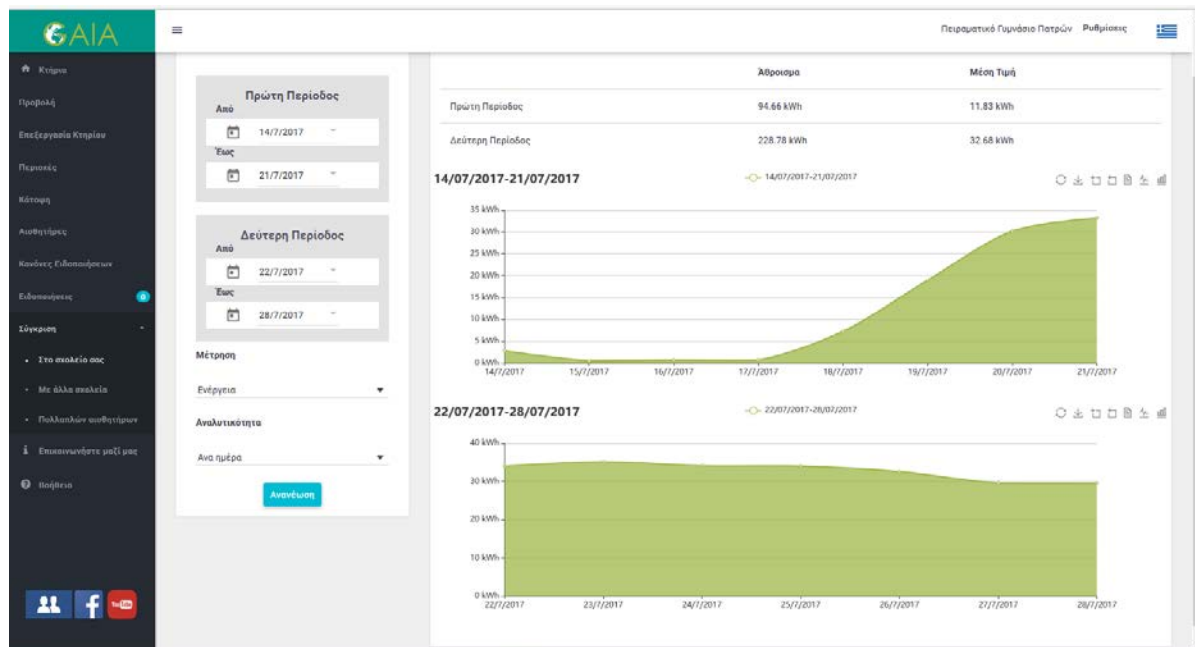 GAIA
Πειραματικό Γυμνάσιο Πατρών Ρυθμίσεις
Κτήρια
Προβολή
Επεξεργασία Κτηρίου
Περιοχές
Κάτοψη
Αισθητήρες
Κανόνες Ειδοποιήσεων
Ειδοποιήσεις 0
Σύγκριση
Στο σχολείο σας
Με άλλα σχολεία
Πολλαπλών αισθητήρων
Επικοινωνήστε μαζί μας
Βοήθεια
Πρώτη Περίοδος
Από
14/7/2017
Έως
21/7/2017
Δεύτερη Περίοδος
Από
22/7/2017
Έως
28/7/2017
Μέτρηση
Ενέργεια
Αναλυτικότητα
Ανα ημέρα
Ανανέωση
Άθροισμα Μέση Τιμή
Πρώτη Περίοδος 94.66 kWh 11.83 kWh
Δεύτερη Περίοδος 228.78 kWh 32.68 kWh
14/07/2017-21/07/2017 14/07/2017-21/07/2017
35 kWh
30 kWh
25 kWh
20 kWh
15 kWh
10 kWh
5 kWh
0 kWh
14/7/2017 15/7/2017 16/7/2017 17/7/2017 18/7/2017 19/7/2017 20/7/2017 21/7/2017
22/07/2017-28/07/2017 22/07/2017-28/07/2017
40 kWh
30 kWh
20 kWh
10 kWh
0 kWh
22/7/2017 23/7/2017 24/7/2017 25/7/2017 26/7/2017 27/7/2017 28/7/2017
You Tube